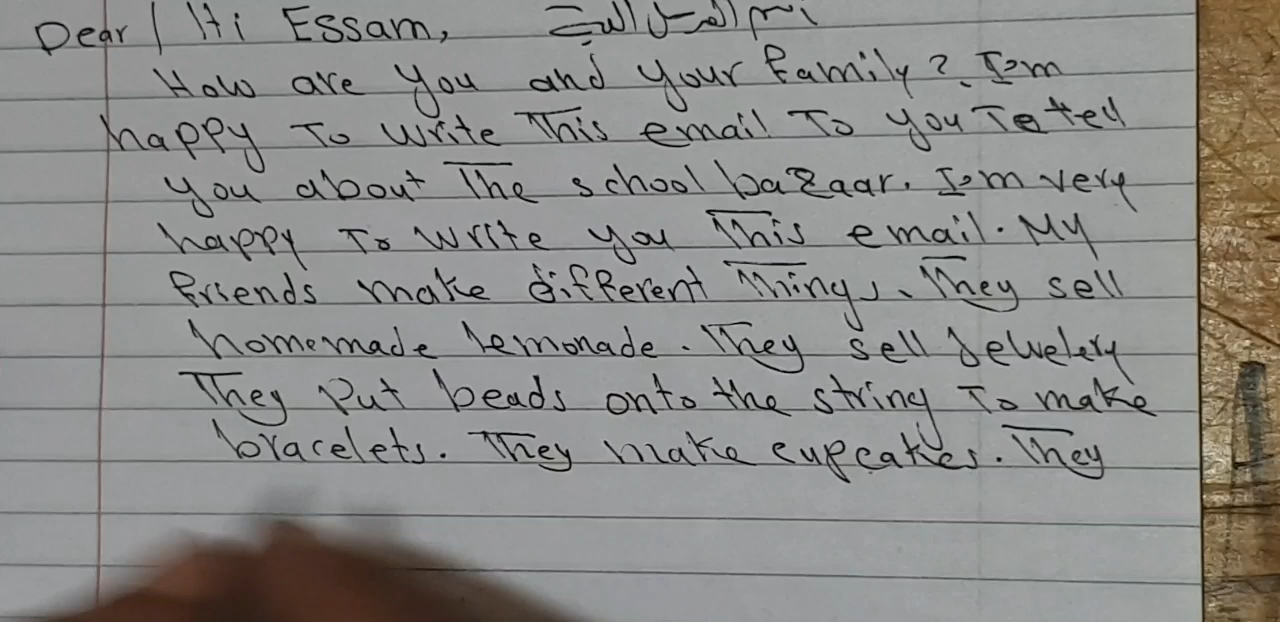 Dear / Hi Essam,
How are you and your family? I'm
happy To write This email To you To tell
you about The school bazaar. I'm very
happy To write you This email. My
friends make different Things. They sell
homemade lemonade. They sell Jewelery
They put beads onto the string To make
bracelets. They make cupcakes. They